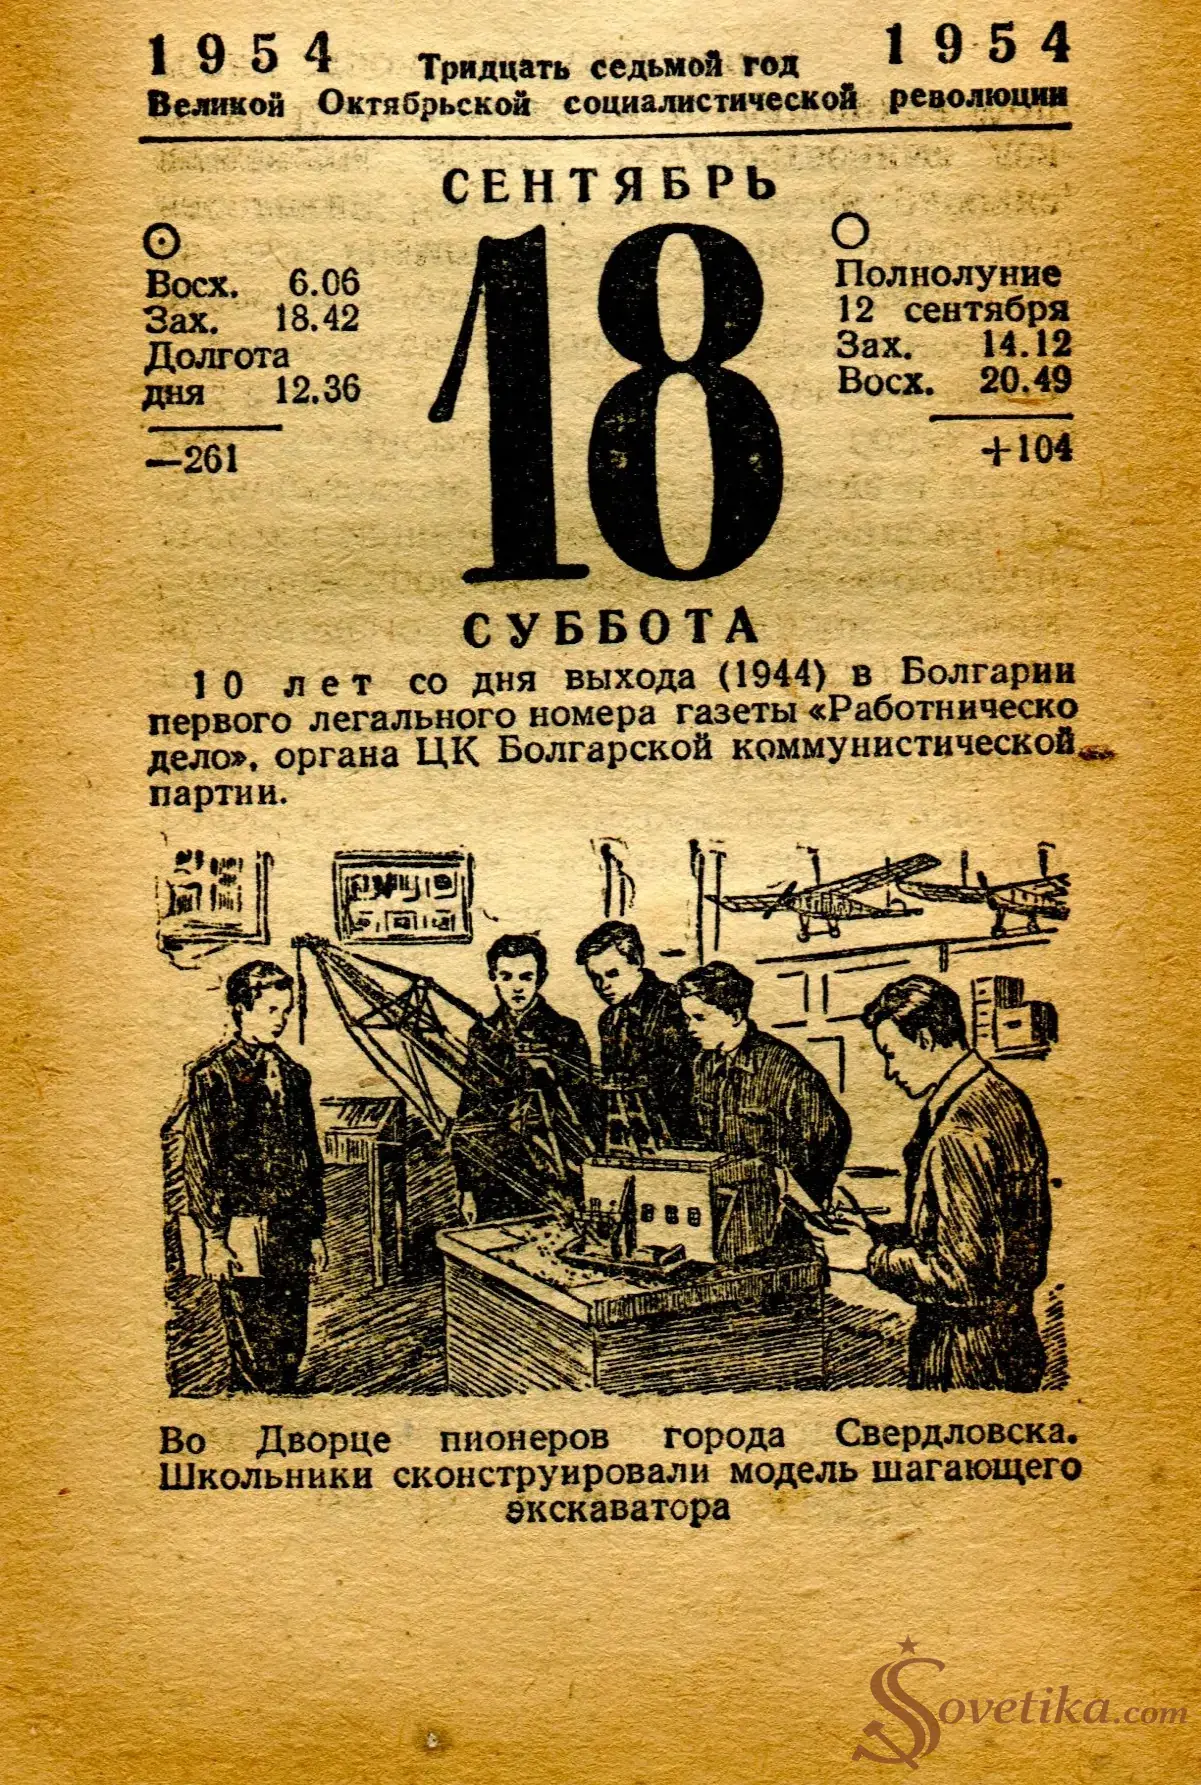 1954 Тридцать седьмой год 1954
Великой Октябрьской социалистической революции
СЕНТЯБРЬ
Восх. 6.06
Зах. 18.42
Долгота
дня 12.36
—261
18
Полнолуние
12 сентября
Зах. 14.12
Восх. 20.49
+104
СУББОТА
10 лет со дня выхода (1944) в Болгарии
первого легального номера газеты «Работническо
дело», органа ЦК Болгарской коммунистической
партии.
Во Дворце пионеров города Свердловска.
Школьники сконструировали модель шагающего
экскаватора
Sovetika.com